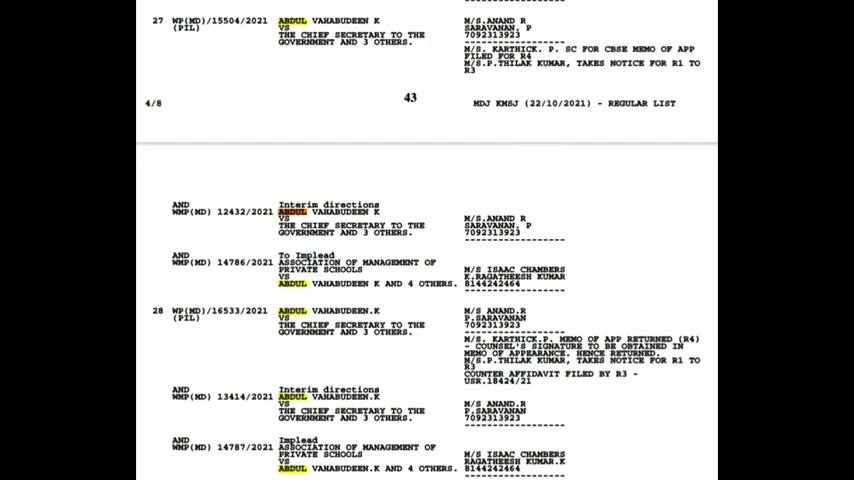 27 WP(MD)/15504/2021 ABDUL VAHABUDEEN K M/S.ANAND R
(PIL) VS SARAVANAN. P
THE CHIEF SECRETARY TO THE 7092313923
GOVERNMENT AND 3 OTHERS.
M/S. KARTHICK. P. SC FOR CBSE MEMO OF APP
FILED FOR R4
M/S.P.THILAK KUMAR, TAKES NOTICE FOR R1 TO
R3
4/8 43 MDJ KMSJ (22/10/2021) - REGULAR LIST
AND Interim directions
WMP(MD) 12432/2021 ABDUL VAHABUDEEN K
VS M/S.ANAND R
THE CHIEF SECRETARY TO THE SARAVANAN. P
GOVERNMENT AND 3 OTHERS. 7092313923
AND To Implead
WMP(MD) 14786/2021 ASSOCIATION OF MANAGEMENT OF
PRIVATE SCHOOLS M/S ISAAC CHAMBERS
VS K.RAGATHEESH KUMAR
ABDUL VAHABUDEEN K AND 4 OTHERS. 8144242464
28 WP(MD)/16533/2021 ABDUL VAHABUDEEN.K M/S ANAND.R
(PIL) VS P.SARAVANAN
THE CHIEF SECRETARY TO THE 7092313923
GOVERNMENT AND 3 OTHERS.
M/S. KARTHICK.P. MEMO OF APP RETURNED (R4)
- COUNSEL'S SIGNATURE TO BE OBTAINED IN
MEMO OF APPEARANCE. HENCE RETURNED.
M/S.P.THILAK KUMAR, TAKES NOTICE FOR R1 TO
R3
COUNTER AFFIDAVIT FILED BY R3 -
USR.18424/21
AND Interim directions
WMP(MD) 13414/2021 ABDUL VAHABUDEEN.K
VS M/S ANAND.R
THE CHIEF SECRETARY TO THE P.SARAVANAN
GOVERNMENT AND 3 OTHERS. 7092313923
AND Implead
WMP(MD) 14787/2021 ASSOCIATION OF MANAGEMENT OF
PRIVATE SCHOOLS M/S ISAAC CHAMBERS
VS RAGATHEESH KUMAR.K
ABDUL VAHABUDEEN.K AND 4 OTHERS. 8144242464